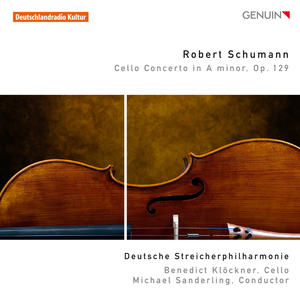 Deutschlandradio Kultur
GENUIN
Robert Schumann
Cello Concerto in A minor, Op. 129
Deutsche Streicherphilharmonie
Benedict Klöckner, Cello
Michael Sanderling, Conductor